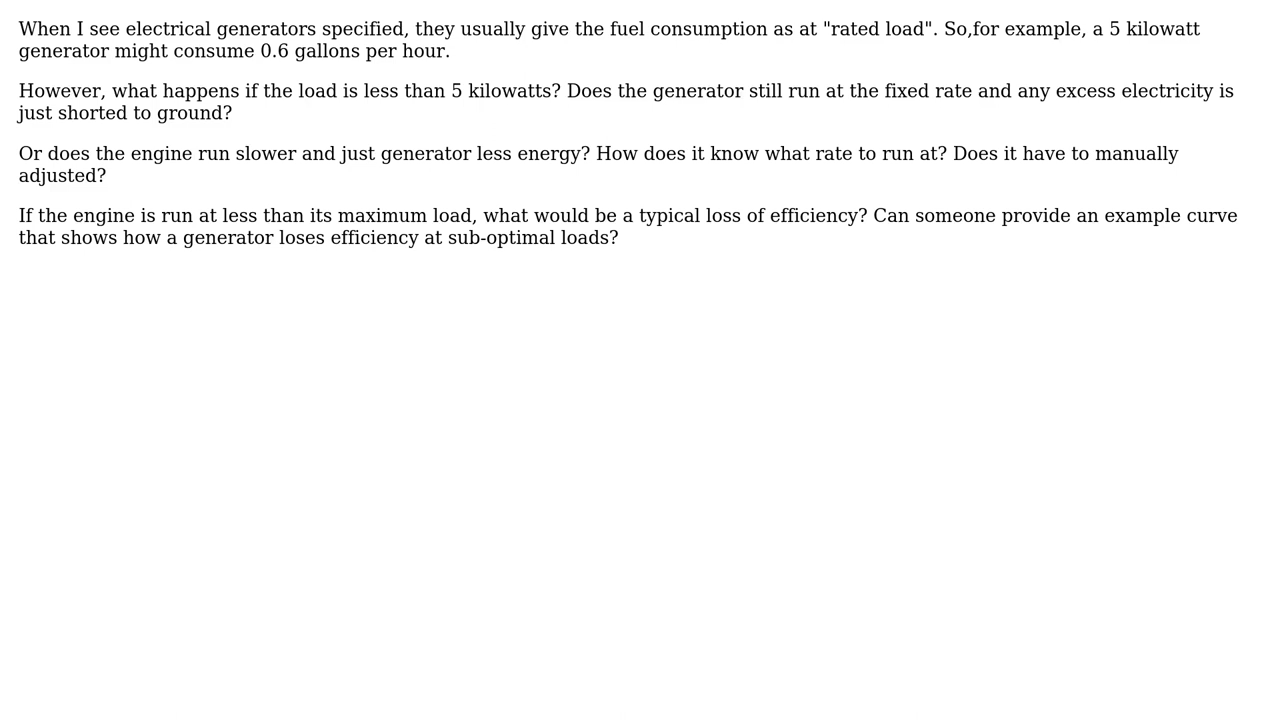 When I see electrical generators specified, they usually give the fuel consumption as at "rated load". So,for example, a 5 kilowatt
generator might consume 0.6 gallons per hour.
However, what happens if the load is less than 5 kilowatts? Does the generator still run at the fixed rate and any excess electricity is
just shorted to ground?
Or does the engine run slower and just generator less energy? How does it know what rate to run at? Does it have to manually
adjusted?
If the engine is run at less than its maximum load, what would be a typical loss of efficiency? Can someone provide an example curve
that shows how a generator loses efficiency at sub-optimal loads?